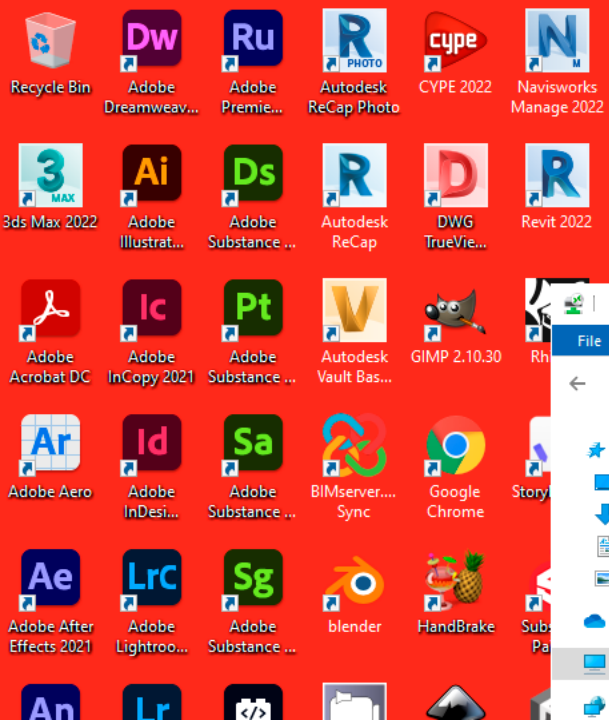 Dw
Ru
R
PHOTO
cype
N
M
Recycle Bin
Adobe
Dreamweav...
Adobe
Premie...
Autodesk
ReCap Photo
CYPE 2022
Navisworks
Manage 2022
3
MAX
Ai
Ds
R
D
R
3ds Max 2022
Adobe
Illustrat...
Adobe
Substance ...
Autodesk
ReCap
DWG
TrueVie...
Revit 2022
Ic
Pt
V
File
Adobe
Acrobat DC
Adobe
InCopy 2021
Adobe
Substance ...
Autodesk
Vault Bas...
GIMP 2.10.30
Rh
Ar
Id
Sa
Adobe Aero
Adobe
InDesi...
Adobe
Substance ...
BIMserver....
Sync
Google
Chrome
Story
Ae
LrC
Sg
Adobe After
Effects 2021
Adobe
Lightroo...
Adobe
Substance ...
blender
HandBrake
Subs
Pa
An
Lr
</>